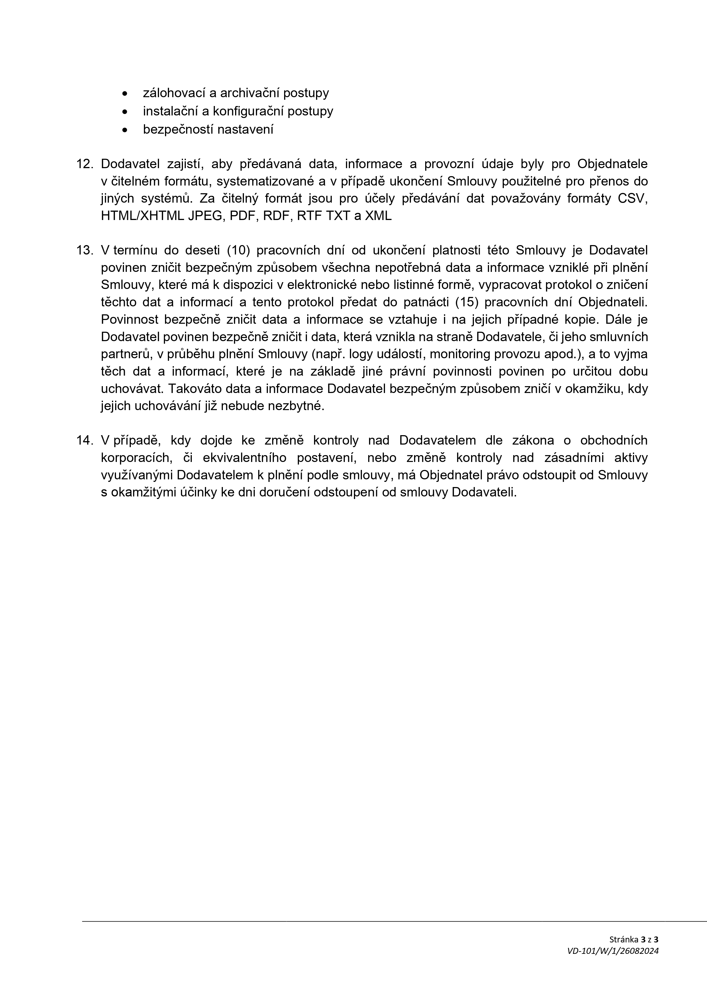 • zálohovací a archivační postupy
• instalační a konfigurační postupy
• bezpečností nastavení
12. Dodavatel zajistí, aby předávaná data, informace a provozní údaje byly pro Objednatele
v čitelném formátu, systematizované a v případě ukončení Smlouvy použitelné pro přenos do
jiných systémů. Za čitelný formát jsou pro účely předávání dat považovány formáty CSV,
HTML/XHTML JPEG, PDF, RDF, RTF TXT a XML
13. V termínu do deseti (10) pracovních dní od ukončení platnosti této Smlouvy je Dodavatel
povinen zničit bezpečným způsobem všechna nepotřebná data a informace vzniklé při plnění
Smlouvy, které má k dispozici v elektronické nebo listinné formě, vypracovat protokol o zničení
těchto dat a informací a tento protokol předat do patnácti (15) pracovních dní Objednateli.
Povinnost bezpečně zničit data a informace se vztahuje i na jejich případné kopie. Dále je
Dodavatel povinen bezpečně zničit i data, která vznikla na straně Dodavatele, či jeho smluvních
partnerů, v průběhu plnění Smlouvy (např. logy událostí, monitoring provozu apod.), a to vyjma
těch dat a informací, které je na základě jiné právní povinnosti povinen po určitou dobu
uchovávat. Takováto data a informace Dodavatel bezpečným způsobem zničí v okamžiku, kdy
jejich uchovávání již nebude nezbytné.
14. V případě, kdy dojde ke změně kontroly nad Dodavatelem dle zákona o obchodních
korporacích, či ekvivalentního postavení, nebo změně kontroly nad zásadními aktivy
využívanými Dodavatelem k plnění podle smlouvy, má Objednatel právo odstoupit od Smlouvy
s okamžitými účinky ke dni doručení odstoupení od smlouvy Dodavateli.
Stránka 3 z 3
VD-101/W/1/26082024